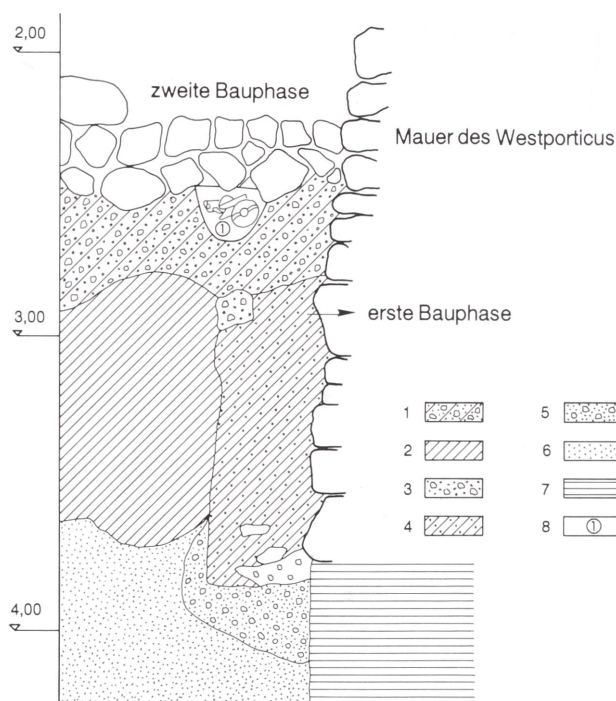 2,00
zweite Bauphase
Mauer des Westporticus
①
3,00
erste Bauphase
1 5
2 6
3 7
4 8 ①
4,00